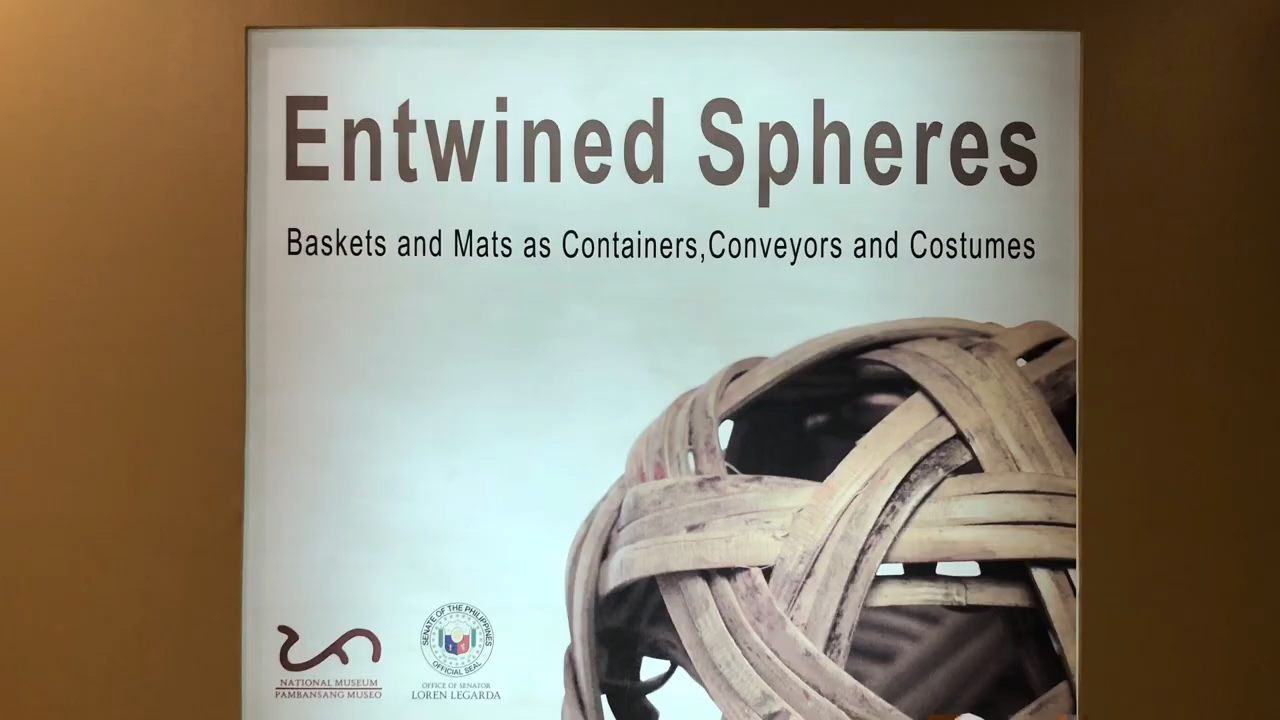 Entwined Spheres
Baskets and Mats as Containers,Conveyors and Costumes
NATIONAL MUSEUM
PAMBANSANG MUSEO
SENATE OF THE PHILIPPINES
OFFICIAL SEAL
OFFICE OF SENATOR
LOREN LEGARDA